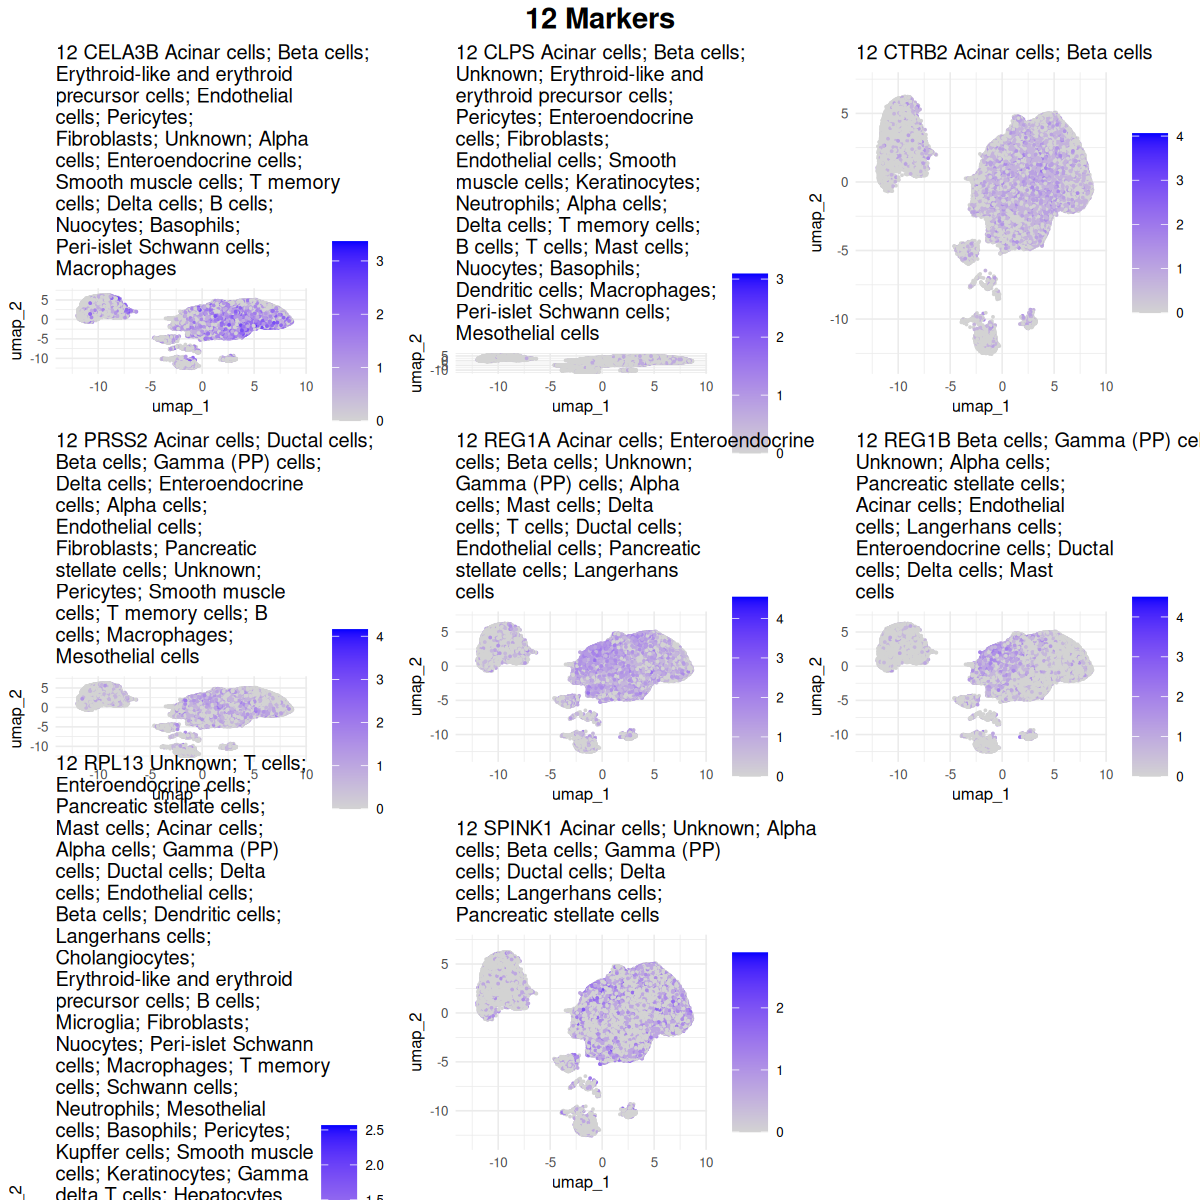 12 Markers
12 CELA3B Acinar cells; Beta cells;
Erythroid-like and erythroid
precursor cells; Endothelial
cells; Pericytes;
Fibroblasts; Unknown; Alpha
cells; Enteroendocrine cells;
Smooth muscle cells; T memory
cells; Delta cells; B cells;
Nuocytes; Basophils;
Peri-islet Schwann cells;
Macrophages
3
2
1
0
5
0
-5
-10
umap_2
-10
-5
0
5
10
umap_1
12 CLPS Acinar cells; Beta cells;
Unknown; Erythroid-like and
erythroid precursor cells;
Pericytes; Enteroendocrine
cells; Fibroblasts;
Endothelial cells; Smooth
muscle cells; Keratinocytes;
Neutrophils; Alpha cells;
Delta cells; T memory cells;
B cells; T cells; Mast cells;
Nuocytes; Basophils;
Dendritic cells; Macrophages;
Peri-islet Schwann cells;
Mesothelial cells
3
2
1
0
umap_2
-10
-5
0
5
10
umap_1
12 CTRB2 Acinar cells; Beta cells
5
0
-5
-10
umap_2
-10
-5
0
5
10
umap_1
4
3
2
1
0
12 PRSS2 Acinar cells; Ductal cells;
Beta cells; Gamma (PP) cells;
Delta cells; Enteroendocrine
cells; Alpha cells;
Endothelial cells;
Fibroblasts; Pancreatic
stellate cells; Unknown;
Pericytes; Smooth muscle
cells; T memory cells; B
cells; Macrophages;
Mesothelial cells
4
3
2
1
0
5
0
-5
-10
umap_2
-10
-5
0
5
10
umap_1
12 REG1A Acinar cells; Enteroendocrine
cells; Beta cells; Unknown;
Gamma (PP) cells; Alpha
cells; Mast cells; Delta
cells; T cells; Ductal cells;
Endothelial cells; Pancreatic
stellate cells; Langerhans
cells
4
3
2
1
0
5
0
-5
-10
umap_2
-10
-5
0
5
10
umap_1
12 REG1B Beta cells; Gamma (PP) ce
Unknown; Alpha cells;
Pancreatic stellate cells;
Acinar cells; Endothelial
cells; Langerhans cells;
Enteroendocrine cells; Ductal
cells; Delta cells; Mast
cells
4
3
2
1
0
5
0
-5
-10
umap_2
-10
-5
0
5
10
umap_1
12 RPL13 Unknown; T cells;
Enteroendocrine cells;
Pancreatic stellate cells;
Mast cells; Acinar cells;
Alpha cells; Gamma (PP)
cells; Ductal cells; Delta
cells; Endothelial cells;
Beta cells; Dendritic cells;
Langerhans cells;
Cholangiocytes;
Erythroid-like and erythroid
precursor cells; B cells;
Microglia; Fibroblasts;
Nuocytes; Peri-islet Schwann
cells; Macrophages; T memory
cells; Schwann cells;
Neutrophils; Mesothelial
cells; Basophils; Pericytes;
Kupffer cells; Smooth muscle
cells; Keratinocytes; Gamma
delta T cells; Hepatocytes
2.5
2.0
1.5
12 SPINK1 Acinar cells; Unknown; Alpha
cells; Beta cells; Gamma (PP)
cells; Ductal cells; Delta
cells; Langerhans cells;
Pancreatic stellate cells
5
0
-5
-10
umap_2
-10
-5
0
5
10
umap_1
2
1
0